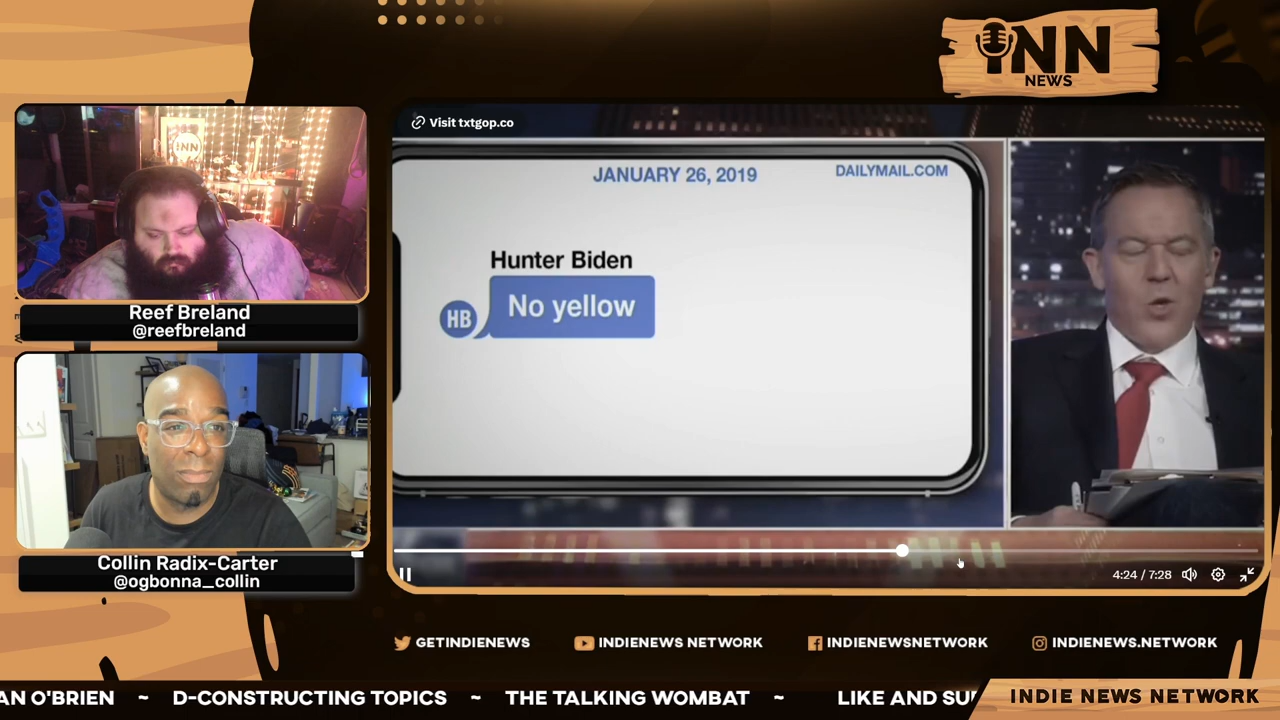 iNN
NEWS
Visit txtgop.co
JANUARY 26, 2019
DAILYMAIL.COM
Hunter Biden
HB
No yellow
iNN
Reef Breland
@reefbreland
Collin Radix-Carter
@ogbonna_collin
4:24 / 7:28
GETINDIENEWS
INDIENEWS NETWORK
INDIENEWSNETWORK
INDIENEWS.NETWORK
AN O'BRIEN ~ D-CONSTRUCTING TOPICS ~ THE TALKING WOMBAT ~ LIKE AND SU
INDIE NEWS NETWORK